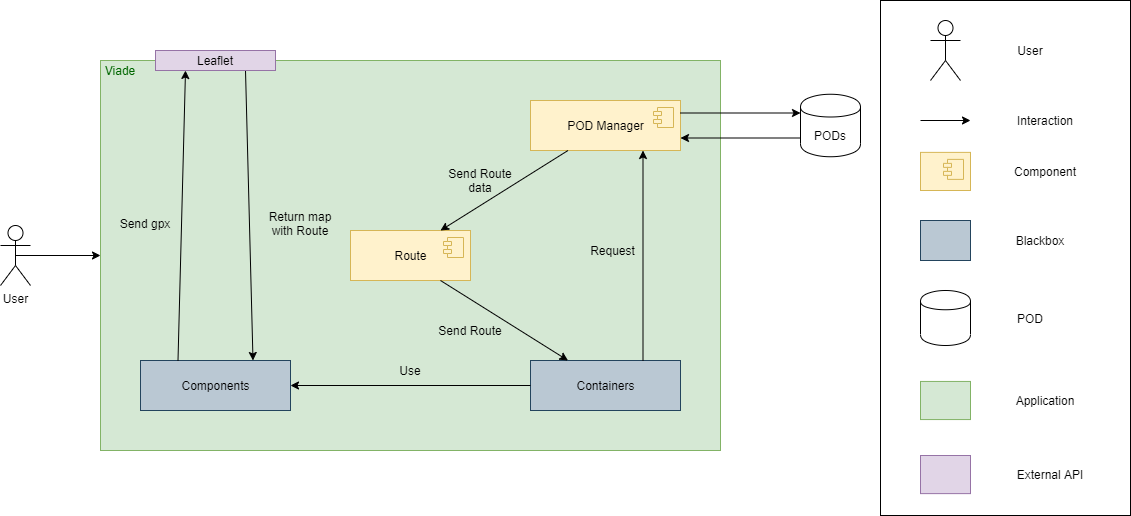 Leaflet
Viade
POD Manager
PODs
Send Route
data
Send gpx
Return map
with Route
Route
Request
User
Send Route
Components
Use
Containers
User
Interaction
Component
Blackbox
POD
Application
External API